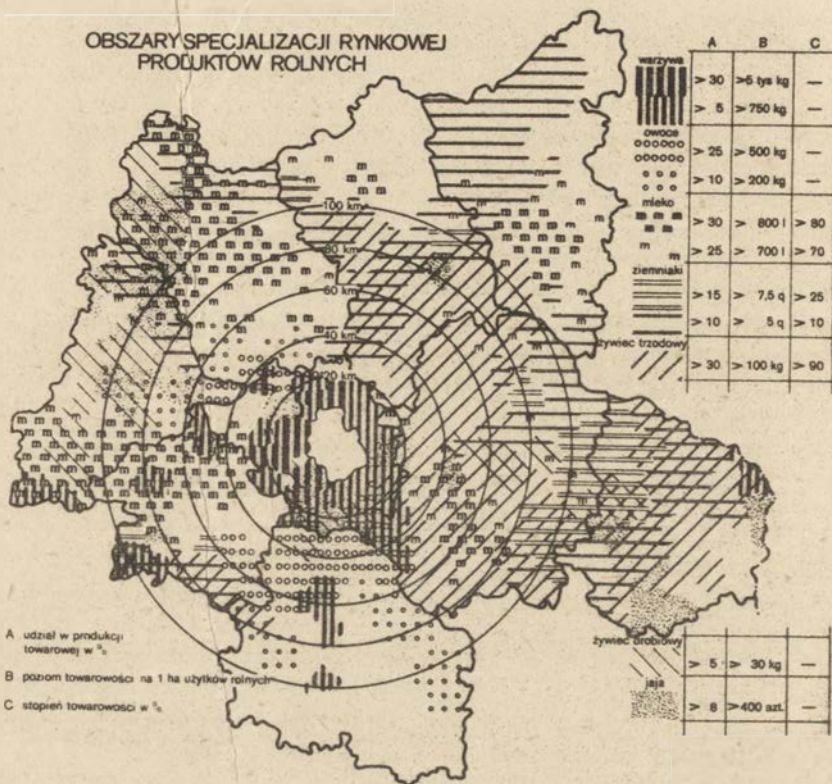 OBSZARY SPECJALIZACJI RYNKOWEJ
PRODUKTÓW ROLNYCH
A B C
warzywa
> 30 >5 tys kg —
> 5 >750 kg —
owoce
> 25 >500 kg —
> 10 >200 kg —
mleko
> 30 > 800 l > 80
> 25 > 700 l > 70
ziemniaki
>15 > 7,5 q > 25
>10 > 5 q > 10
żywiec trzodowy
> 30 >100 kg > 90
100 km
80 km
60 km
40 km
20 km
A udział w produkcji
towarowej w %
B poziom towarowości na 1 ha użytków rolnych
C stopień towarowości w %
żywiec drobiowy
> 5 > 30 kg —
jaja
> 8 >400 szt. —